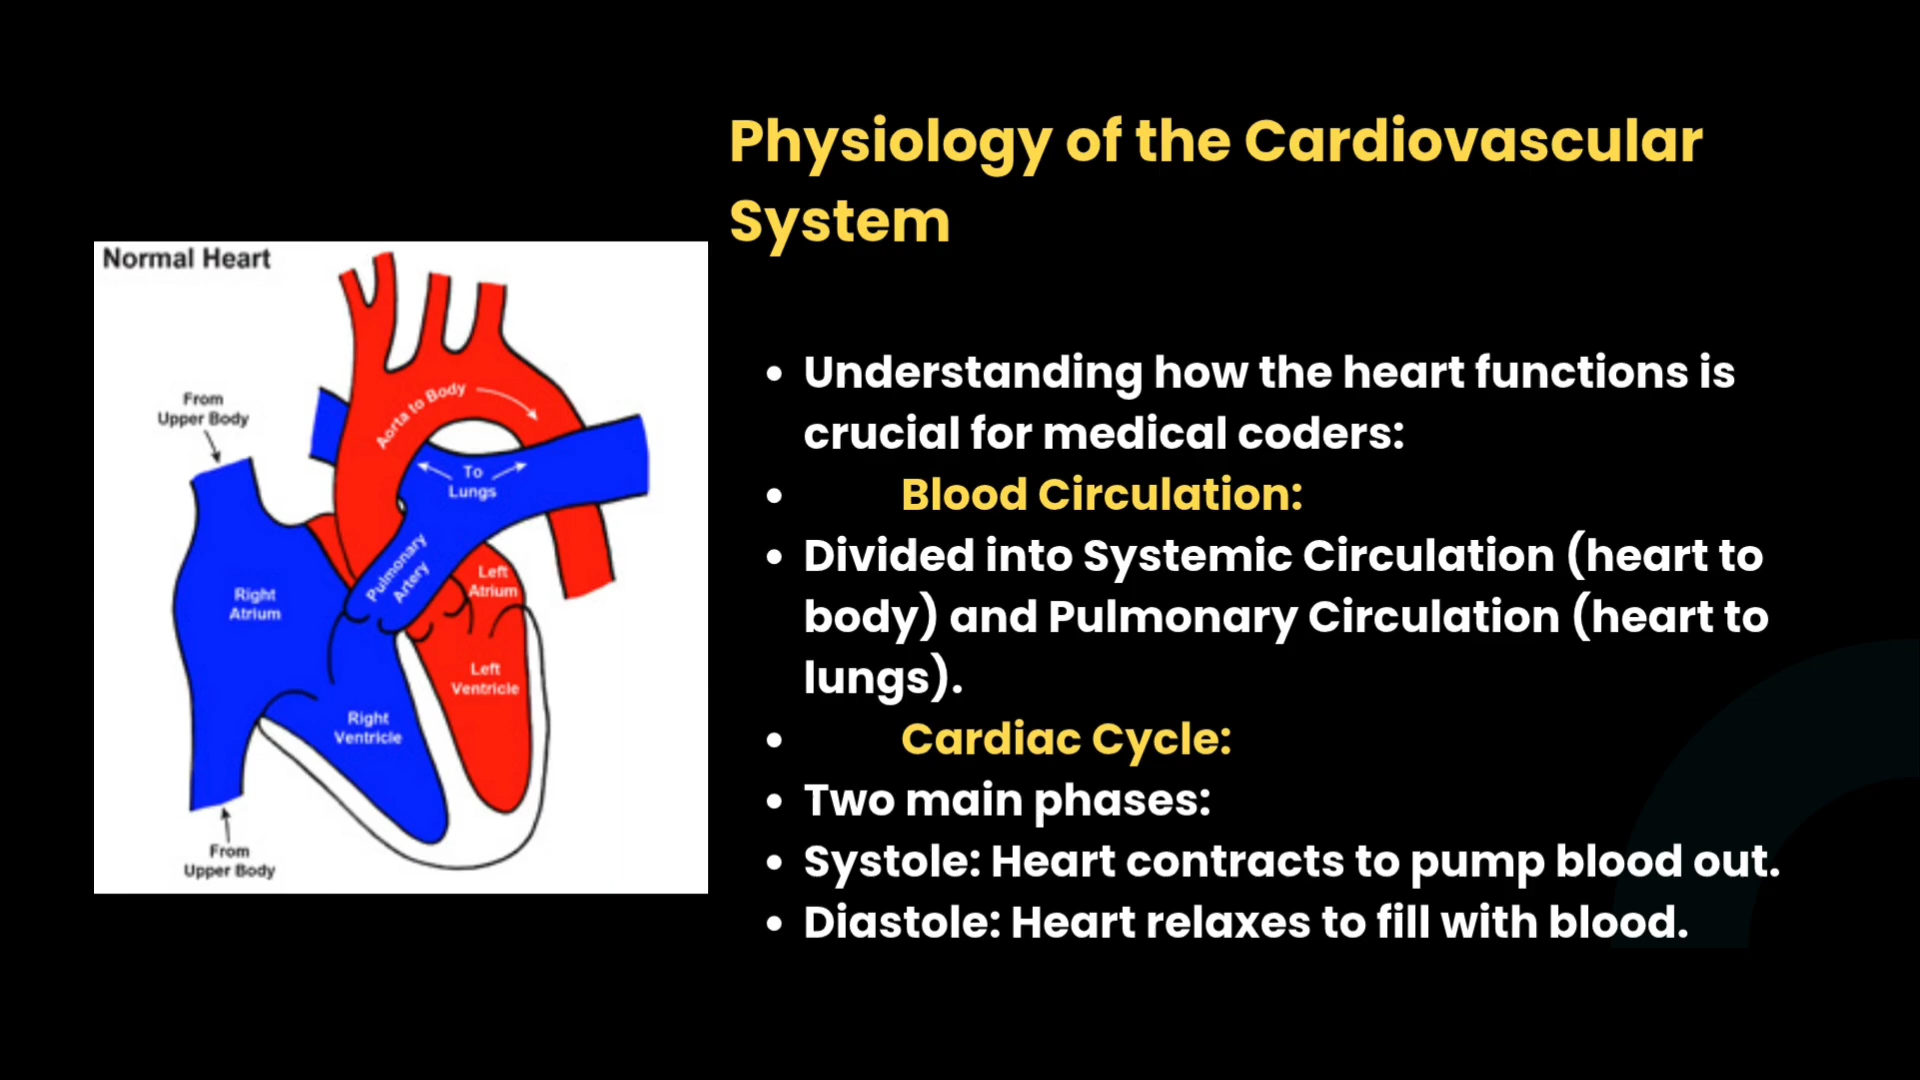 Physiology of the Cardiovascular
System
Normal Heart
From
Upper Body
Aorta to Body
To
Lungs
Pulmonary
Artery
Left
Atrium
Right
Atrium
Left
Ventricle
Right
Ventricle
From
Upper Body
• Understanding how the heart functions is
crucial for medical coders:
• Blood Circulation:
• Divided into Systemic Circulation (heart to
body) and Pulmonary Circulation (heart to
lungs).
• Cardiac Cycle:
• Two main phases:
• Systole: Heart contracts to pump blood out.
• Diastole: Heart relaxes to fill with blood.